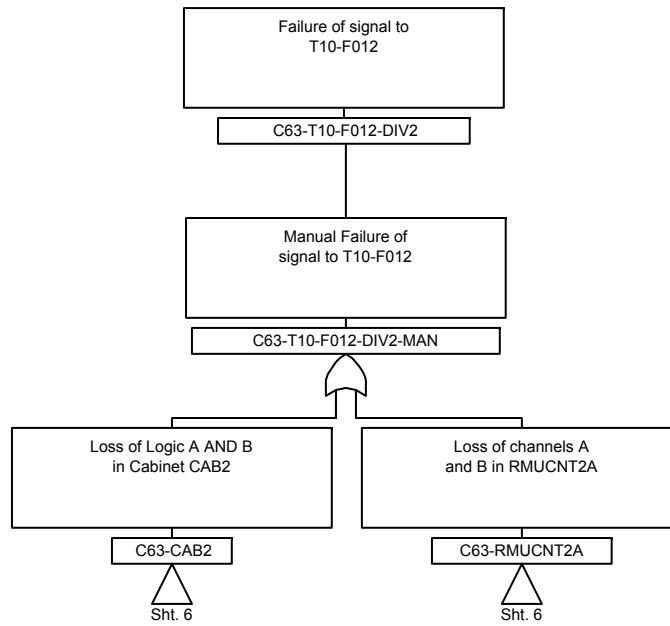 Failure of signal to
T10-F012
C63-T10-F012-DIV2
Manual Failure of
signal to T10-F012
C63-T10-F012-DIV2-MAN
Loss of Logic A AND B
in Cabinet CAB2
C63-CAB2
Sht. 6
Loss of channels A
and B in RMUCNT2A
C63-RMUCNT2A
Sht. 6